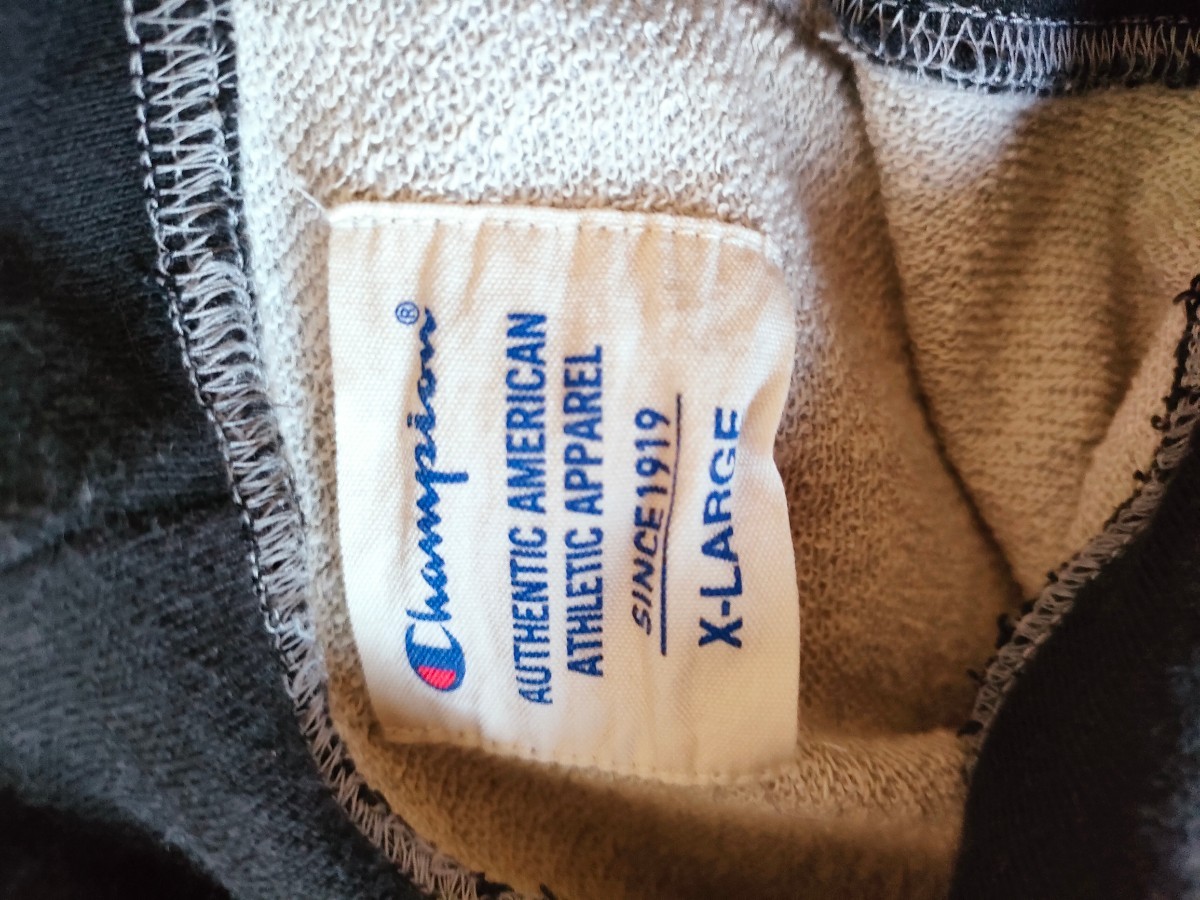 Champion®
AUTHENTIC AMERICAN
ATHLETIC APPAREL
SINCE 1919
X-LARGE